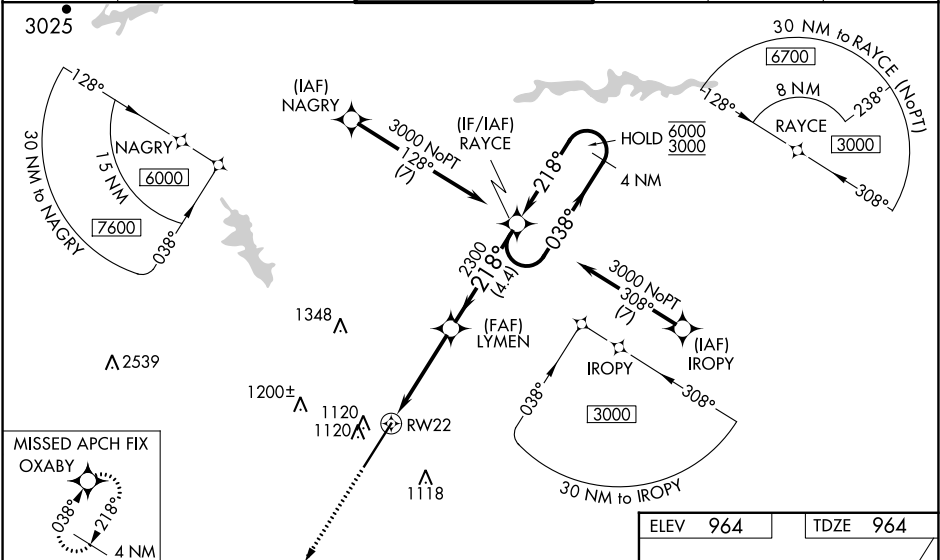 3025
128°
NAGRY
15 NM
6000
30 NM to NAGRY
7600
038°
(IAF)
NAGRY
3000 NoPT
128°
(7)
(IF/IAF)
RAYCE
HOLD 6000
3000
4 NM
218°
038°
30 NM to RAYCE (NoPT)
6700
8 NM
128°
238°
RAYCE
3000
308°
2300
218°
(4.4)
3000 NoPT
308°
(7)
(IAF)
IROPY
(FAF)
LYMEN
1348
2539
1200±
1120
1120
RW22
1118
IROPY
038°
308°
3000
30 NM to IROPY
MISSED APCH FIX
OXABY
038°
218°
4 NM
ELEV 964
TDZE 964